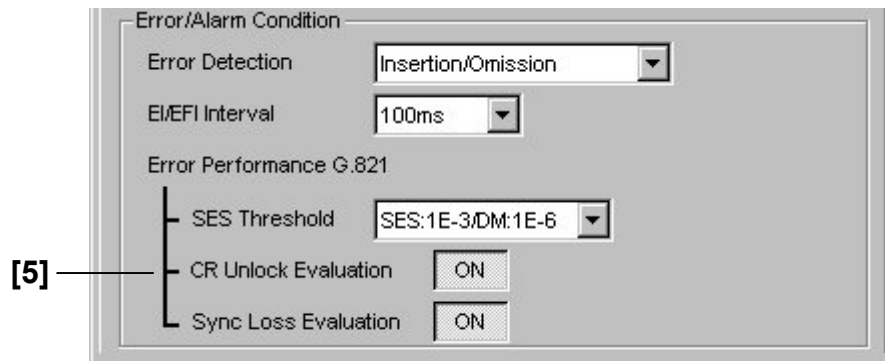 Error/Alarm Condition
Error Detection Insertion/Omission
EI/EFI Interval 100ms
Error Performance G.821
SES Threshold SES:1E-3/DM:1E-6
[5] CR Unlock Evaluation ON
Sync Loss Evaluation ON